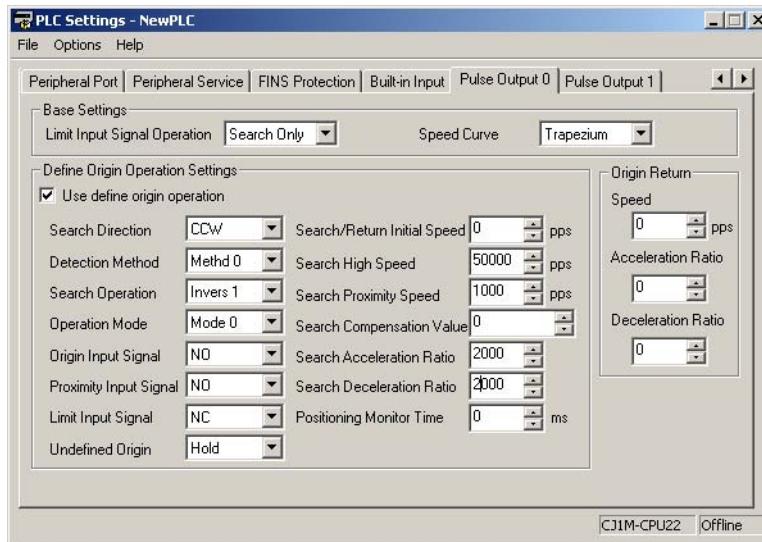 PLC Settings - NewPLC
File Options Help
Peripheral Port Peripheral Service FINS Protection Built-in Input Pulse Output 0 Pulse Output 1
Base Settings
Limit Input Signal Operation Search Only Speed Curve Trapezium
Define Origin Operation Settings
Use define origin operation
Search Direction CCW Search/Return Initial Speed 0 pps
Detection Method Methd 0 Search High Speed 50000 pps
Search Operation Invers 1 Search Proximity Speed 1000 pps
Operation Mode Mode 0 Search Compensation Value 0
Origin Input Signal NO Search Acceleration Ratio 2000
Proximity Input Signal NO Search Deceleration Ratio 2000
Limit Input Signal NC Positioning Monitor Time 0 ms
Undefined Origin Hold
Origin Return
Speed
0 pps
Acceleration Ratio
0
Deceleration Ratio
0
CJ1M-CPU22 Offline